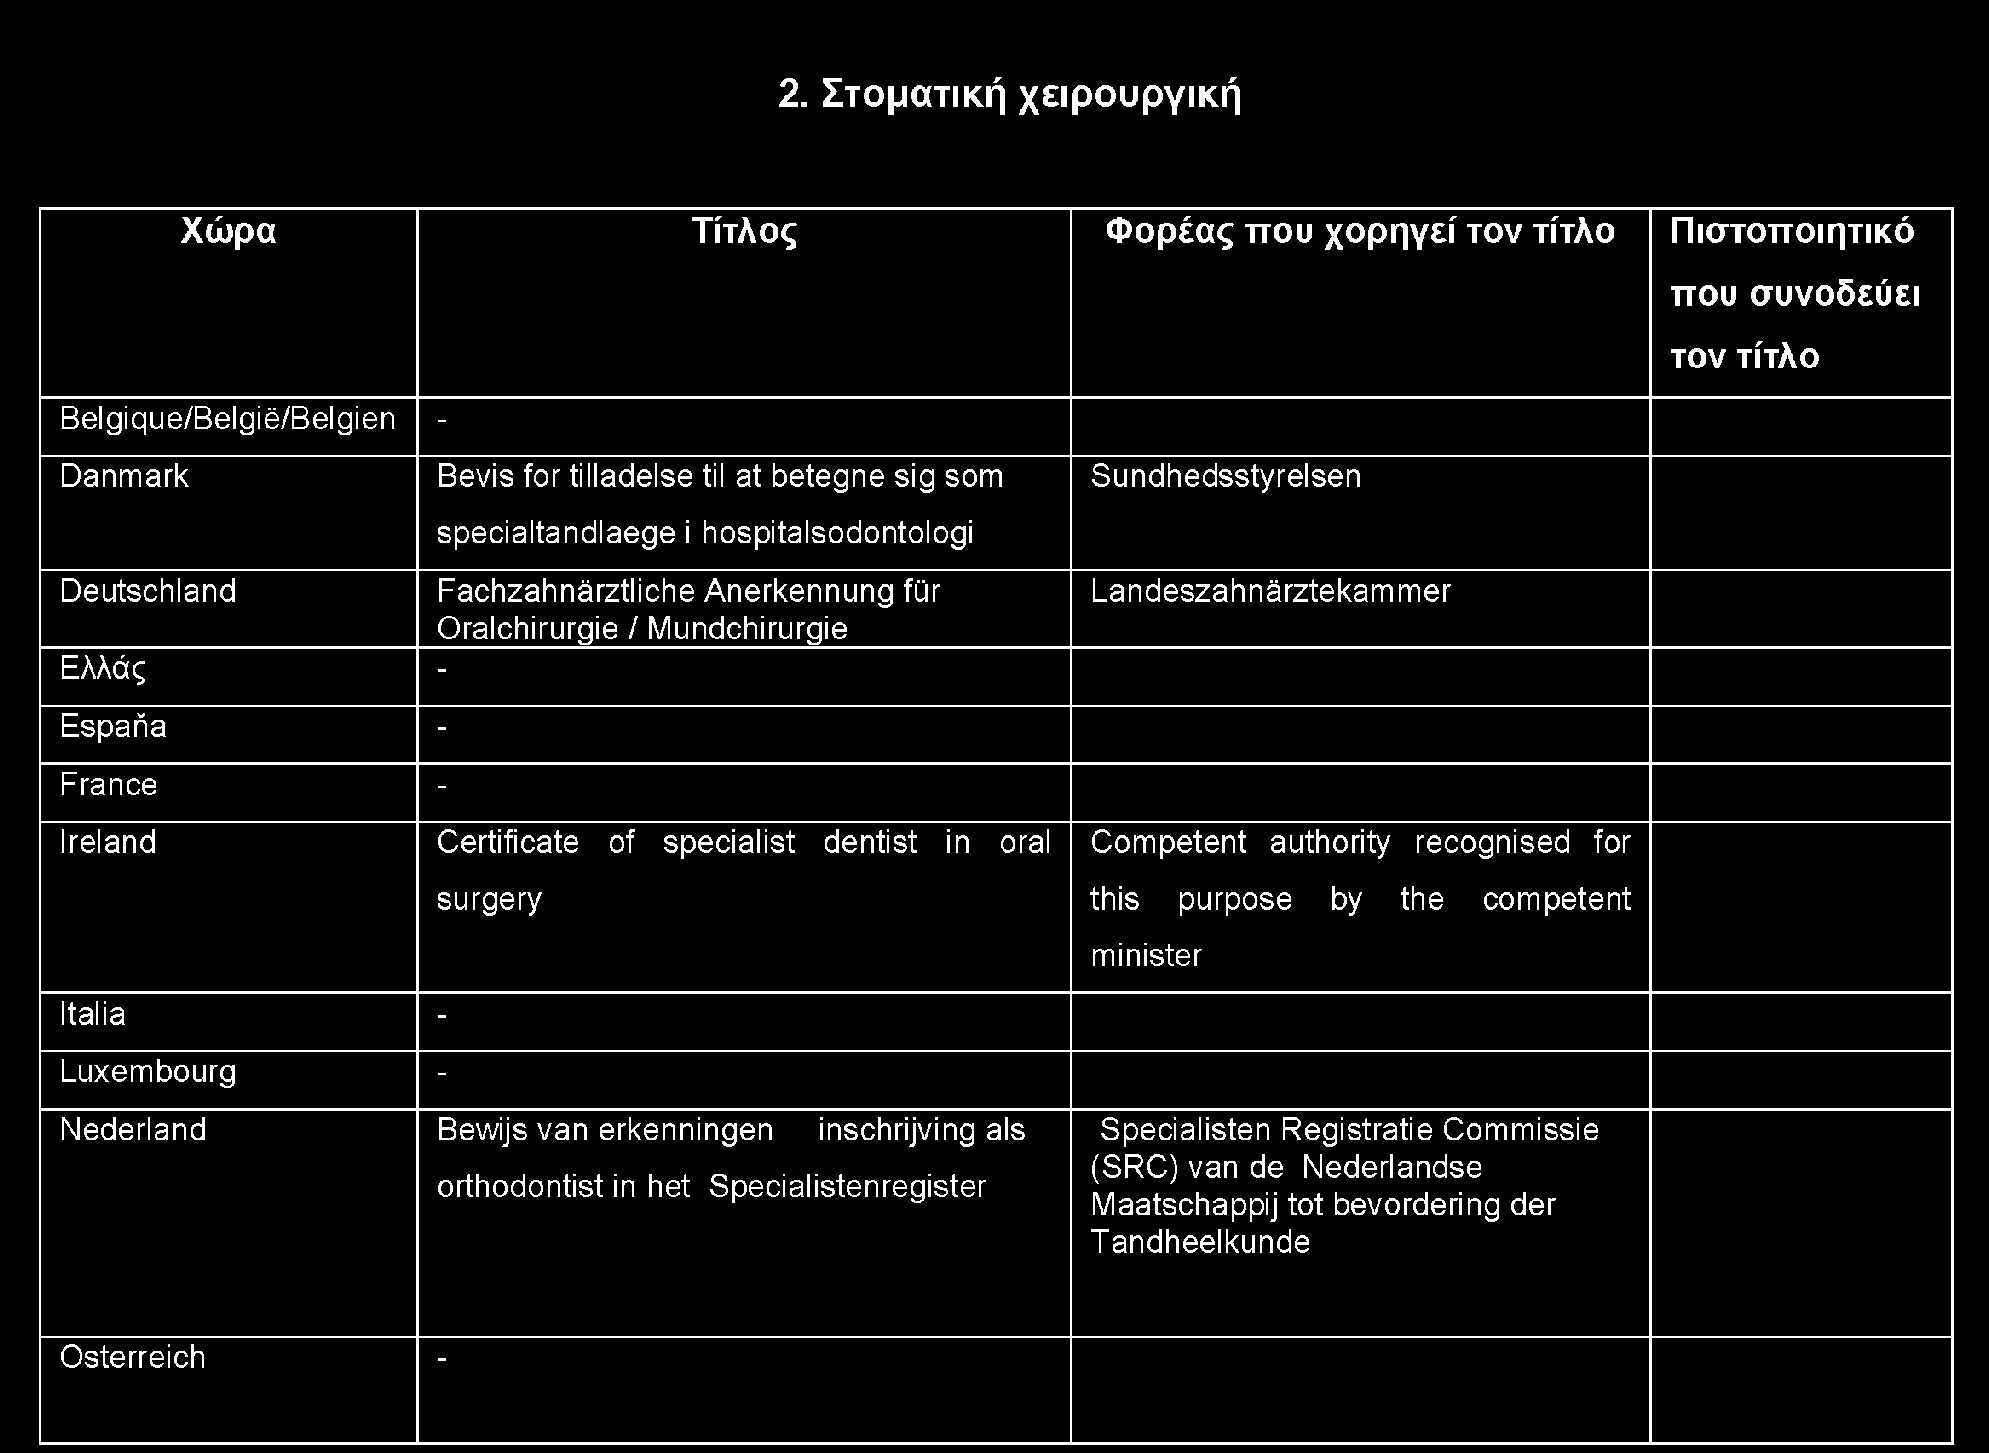 2. Στοματική χειρουργική
Χώρα
Τίτλος
Φορέας που χορηγεί τον τίτλο
Πιστοποιητικό
που συνοδεύει
τον τίτλο
Belgique/België/Belgien
-
Danmark
Bevis for tilladelse til at betegne sig som
specialtandlaege i hospitalsodontologi
Sundhedsstyrelsen
Deutschland
Fachzahnärztliche Anerkennung für
Oralchirurgie / Mundchirurgie
Landeszahnärztekammer
Ελλάς
-
Espaňa
-
France
-
Ireland
Certificate of specialist dentist in oral
surgery
Competent authority recognised for
this purpose by the competent
minister
Italia
-
Luxembourg
-
Nederland
Bewijs van erkenningen inschrijving als
orthodontist in het Specialistenregister
Specialisten Registratie Commissie
(SRC) van de Nederlandse
Maatschappij tot bevordering der
Tandheelkunde
Osterreich
-